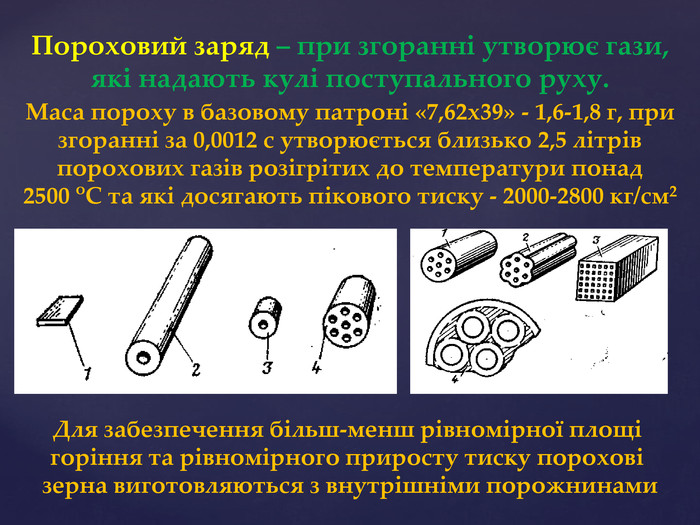 Пороховий заряд – при згоранні утворює гази,
які надають кулі поступального руху.
Маса пороху в базовому патроні «7,62х39» - 1,6-1,8 г, при
згоранні за 0,0012 с утворюється близько 2,5 літрів
порохових газів розігрітих до температури понад
2500 ºС та які досягають пікового тиску - 2000-2800 кг/см²
1 2 3 4
1 2 3
4
Для забезпечення більш-менш рівномірної площі
горіння та рівномірного приросту тиску порохові
зерна виготовляються з внутрішніми порожнинами